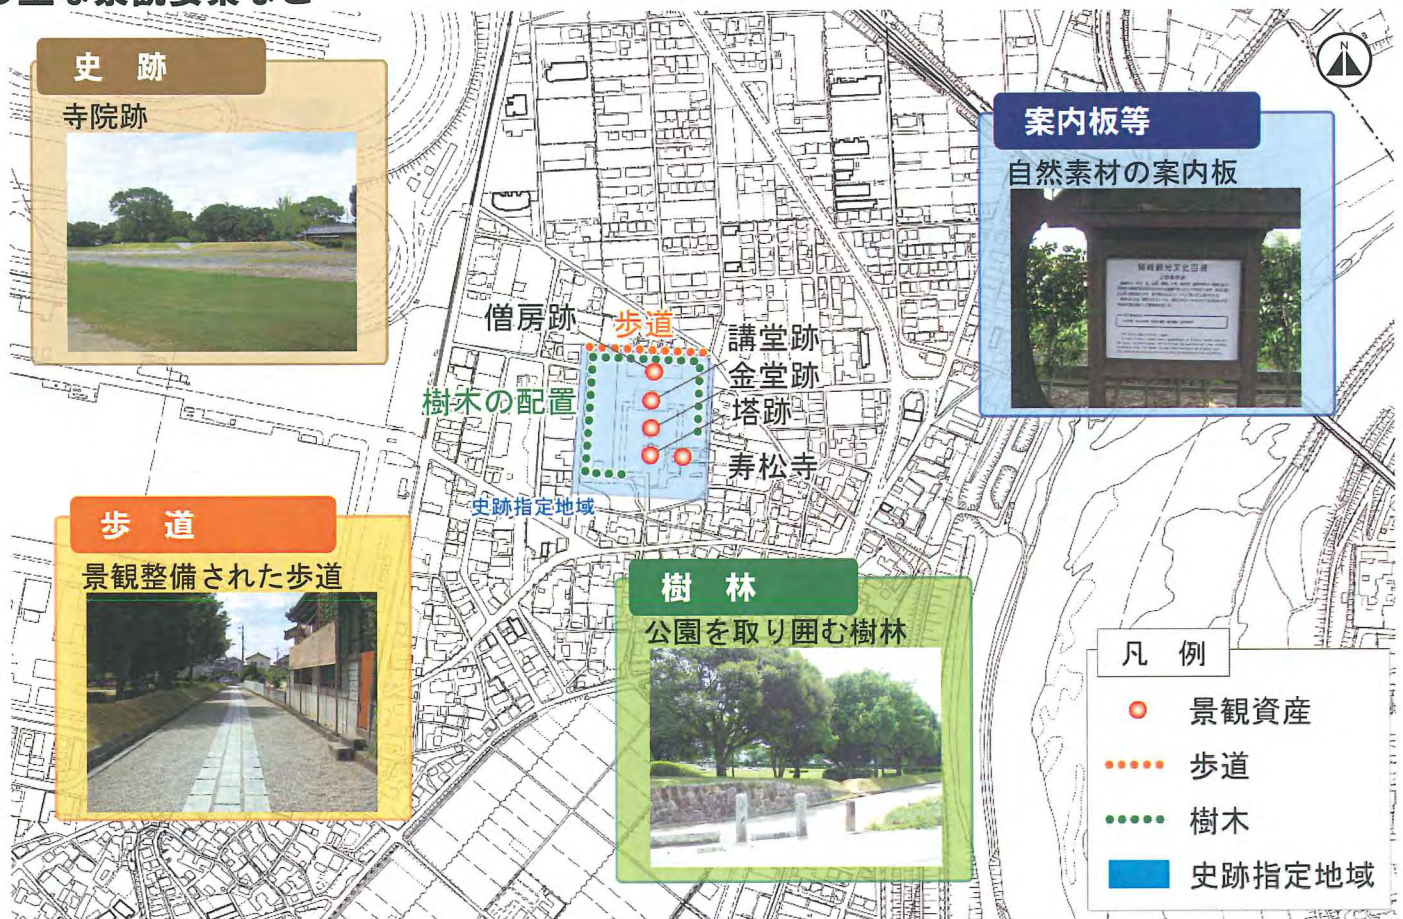 史 跡
寺院跡
案内板等
自然素材の案内板
N
僧房跡
歩道
講堂跡
金堂跡
塔跡
寿松寺
樹木の配置
史跡指定地域
歩 道
景観整備された歩道
樹 林
公園を取り囲む樹林
凡 例
景観資産
歩道
樹木
史跡指定地域